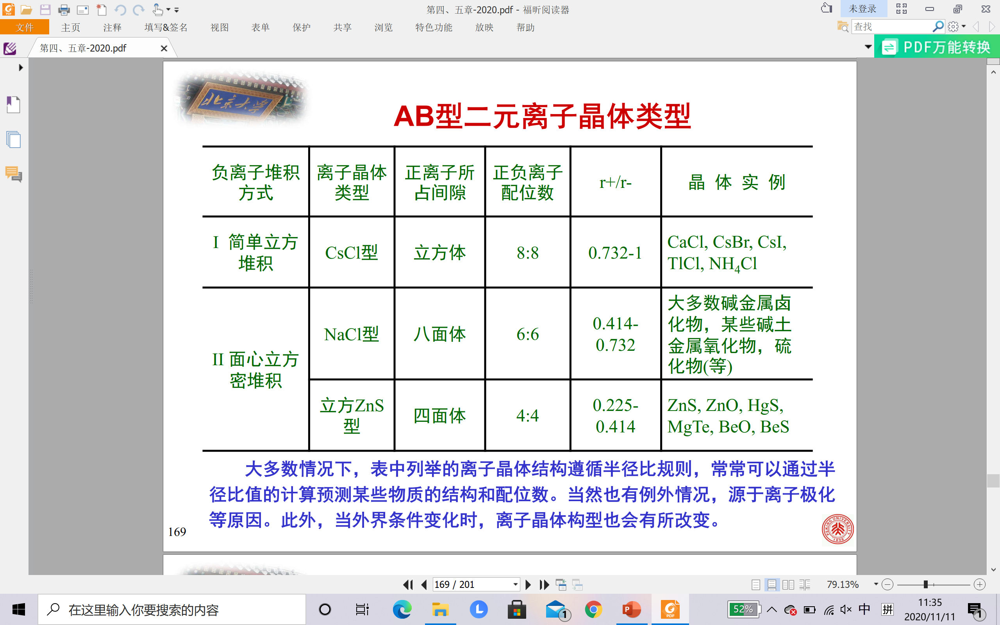 第四、五章-2020.pdf - 福昕阅读器
未登录
文件 主页 注释 填写&签名 视图 表单 保护 共享 浏览 特色功能 放映 帮助
查找
第四、五章-2020.pdf
PDF万能转换
北京大学
AB型二元离子晶体类型
负离子堆积
方式
离子晶体
类型
正离子所
占间隙
正负离子
配位数
r+/r-
晶 体 实 例
I 简单立方
堆积
CsCl型
立方体
8:8
0.732-1
CaCl, CsBr, CsI,
TlCl, NH₄Cl
II 面心立方
密堆积
NaCl型
八面体
6:6
0.414-
0.732
大多数碱金属卤
化物，某些碱土
金属氧化物，硫
化物(等)
立方ZnS
型
四面体
4:4
0.225-
0.414
ZnS, ZnO, HgS,
MgTe, BeO, BeS
大多数情况下，表中列举的离子晶体结构遵循半径比规则，常常可以通过半
径比值的计算预测某些物质的结构和配位数。当然也有例外情况，源于离子极化
等原因。此外，当外界条件变化时，离子晶体构型也会有所改变。
169
PEKING UNIVERSITY
1898
169 / 201
79.13%
在这里输入你要搜索的内容
1
P
PDF
52%
中
拼
11:35
2020/11/11
1